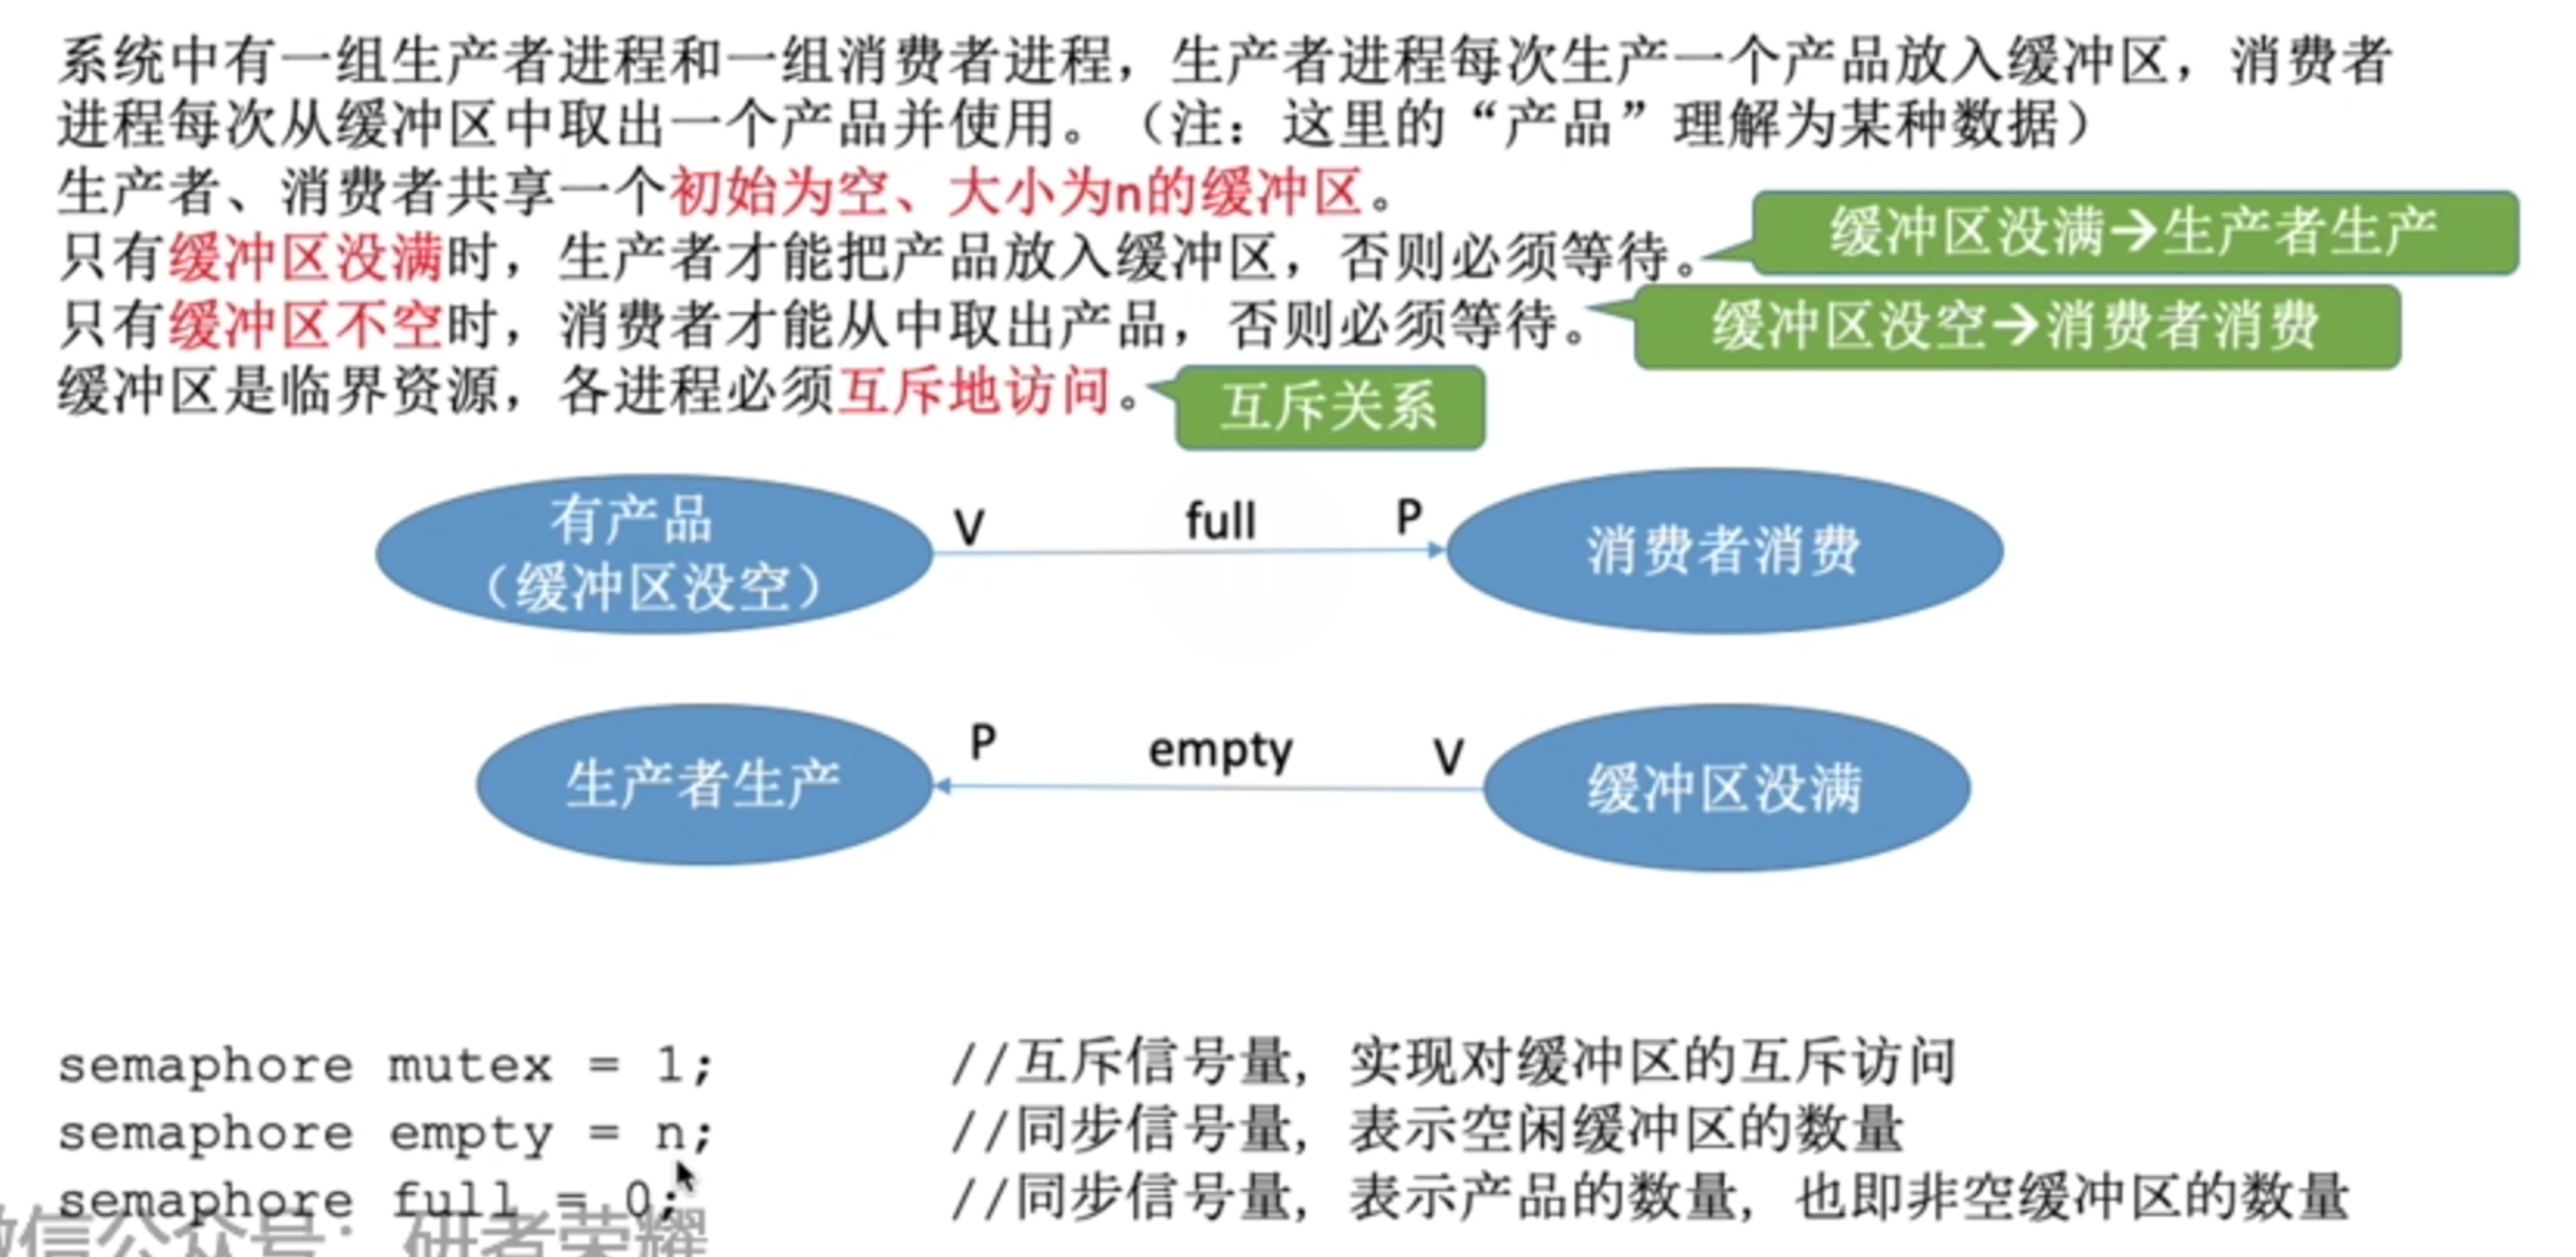 系统中有一组生产者进程和一组消费者进程，生产者进程每次生产一个产品放入缓冲区，消费者
进程每次从缓冲区中取出一个产品并使用。（注：这里的“产品”理解为某种数据）
生产者、消费者共享一个初始为空、大小为n的缓冲区。
只有缓冲区没满时，生产者才能把产品放入缓冲区，否则必须等待。
缓冲区没满→生产者生产
只有缓冲区不空时，消费者才能从中取出产品，否则必须等待。
缓冲区没空→消费者消费
缓冲区是临界资源，各进程必须互斥地访问。
互斥关系
有产品
（缓冲区没空）
V full P
消费者消费
生产者生产
P empty V
缓冲区没满
semaphore mutex = 1; //互斥信号量，实现对缓冲区的互斥访问
semaphore empty = n; //同步信号量，表示空闲缓冲区的数量
semaphore full = 0; //同步信号量，表示产品的数量，也即非空缓冲区的数量
微信公众号：研者荣耀